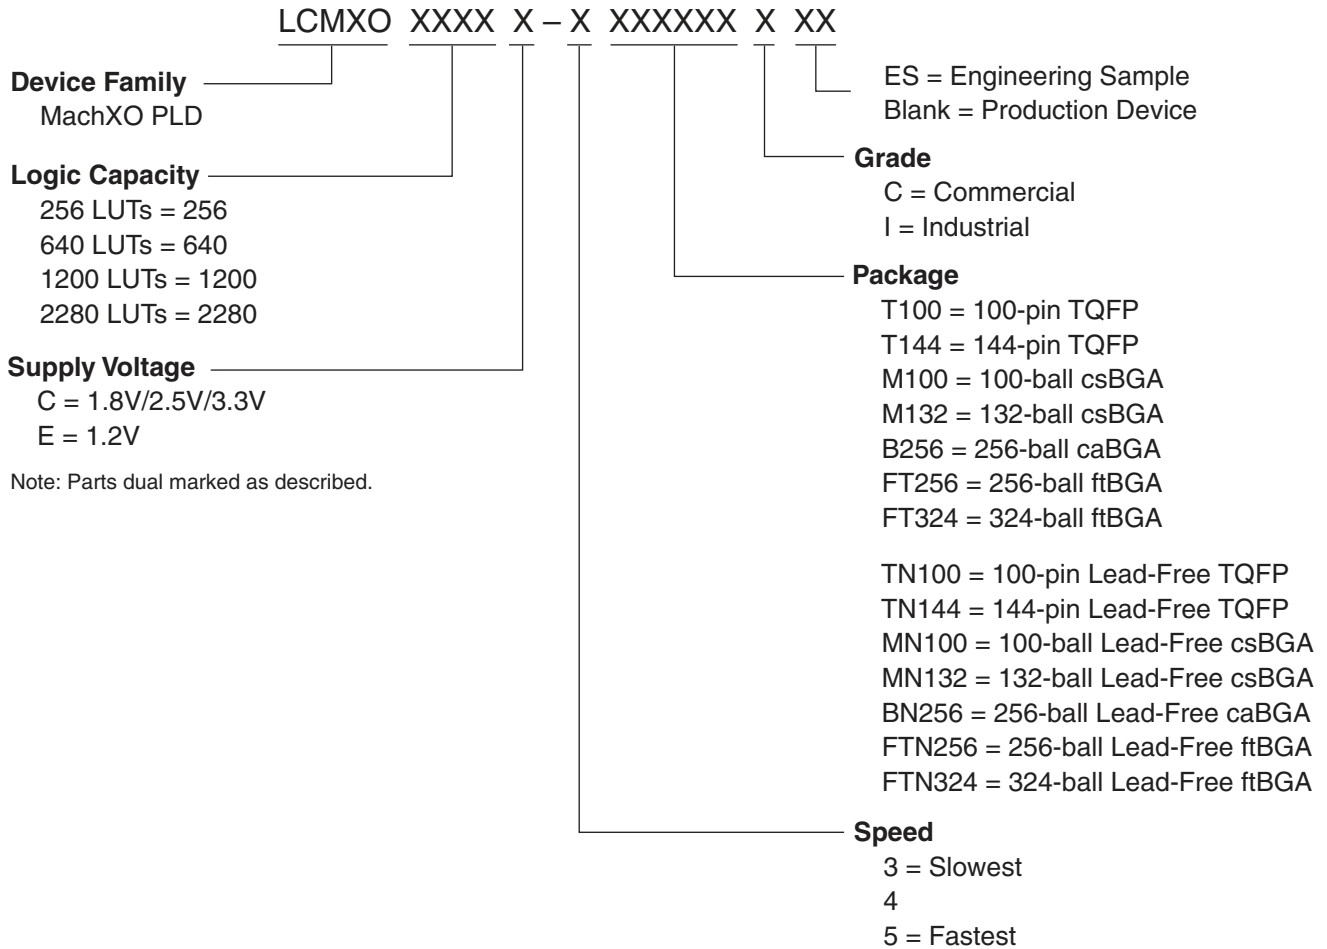 LCMXO XXXX X – X XXXXXX X XX
Device Family
MachXO PLD
Logic Capacity
256 LUTs = 256
640 LUTs = 640
1200 LUTs = 1200
2280 LUTs = 2280
Supply Voltage
C = 1.8V/2.5V/3.3V
E = 1.2V
Note: Parts dual marked as described.
ES = Engineering Sample
Blank = Production Device
Grade
C = Commercial
I = Industrial
Package
T100 = 100-pin TQFP
T144 = 144-pin TQFP
M100 = 100-ball csBGA
M132 = 132-ball csBGA
B256 = 256-ball caBGA
FT256 = 256-ball ftBGA
FT324 = 324-ball ftBGA
TN100 = 100-pin Lead-Free TQFP
TN144 = 144-pin Lead-Free TQFP
MN100 = 100-ball Lead-Free csBGA
MN132 = 132-ball Lead-Free csBGA
BN256 = 256-ball Lead-Free caBGA
FTN256 = 256-ball Lead-Free ftBGA
FTN324 = 324-ball Lead-Free ftBGA
Speed
3 = Slowest
4
5 = Fastest